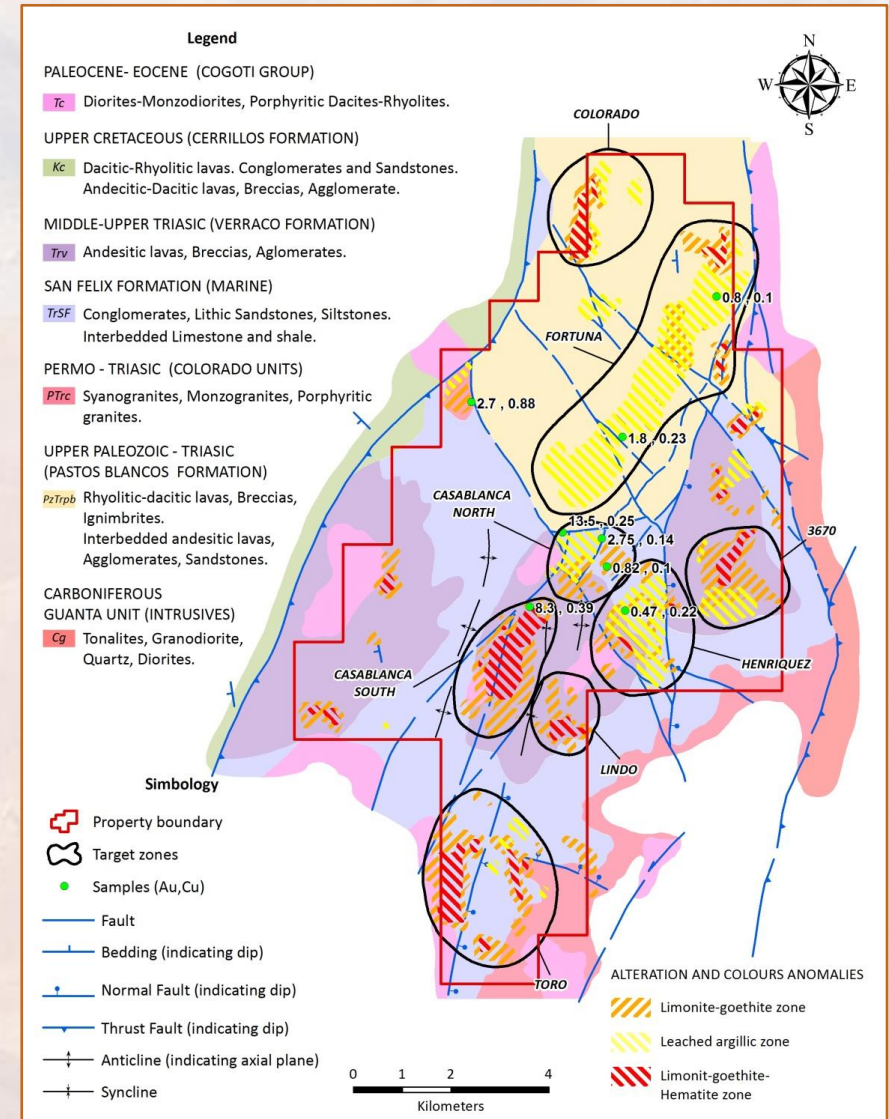 Legend
PALEOCENE- EOCENE (COGOTI GROUP)
Tc Diorites-Monzodiorites, Porphyritic Dacites-Rhyolites.
UPPER CRETACEOUS (CERRILLOS FORMATION)
Kc Dacitic-Rhyolitic lavas. Conglomerates and Sandstones.
Andecitic-Dacitic lavas, Breccias, Agglomerate.
MIDDLE-UPPER TRIASIC (VERRACO FORMATION)
Trv Andesitic lavas, Breccias, Aglomerates.
SAN FELIX FORMATION (MARINE)
TrSF Conglomerates, Lithic Sandstones, Siltstones.
Interbedded Limestone and shale.
PERMO - TRIASIC (COLORADO UNITS)
PTrc Syanogranites, Monzogranites, Porphyritic
granites.
UPPER PALEOZOIC - TRIASIC
(PASTOS BLANCOS FORMATION)
PzTrpb Rhyolitic-dacitic lavas, Breccias,
Ignimbrites.
Interbedded andesitic lavas,
Agglomerates, Sandstones.
CARBONIFEROUS
GUANTA UNIT (INTRUSIVES)
Cg Tonalites, Granodiorite,
Quartz, Diorites.
Simbology
Property boundary
Target zones
Samples (Au,Cu)
Fault
Bedding (indicating dip)
Normal Fault (indicating dip)
Thrust Fault (indicating dip)
Anticline (indicating axial plane)
Syncline
N
W E
S
COLORADO
0.8 , 0.1
FORTUNA
2.7 , 0.88
1.8 , 0.23
CASABLANCA
NORTH
13.5 , 0.25
2.75 , 0.14
3670
0.82 , 0.1
8.3 , 0.39
0.47 , 0.22
CASABLANCA
SOUTH
HENRIQUEZ
LINDO
TORO
0 1 2 4
Kilometers
ALTERATION AND COLOURS ANOMALIES
Limonite-goethite zone
Leached argillic zone
Limonit-goethite-
Hematite zone